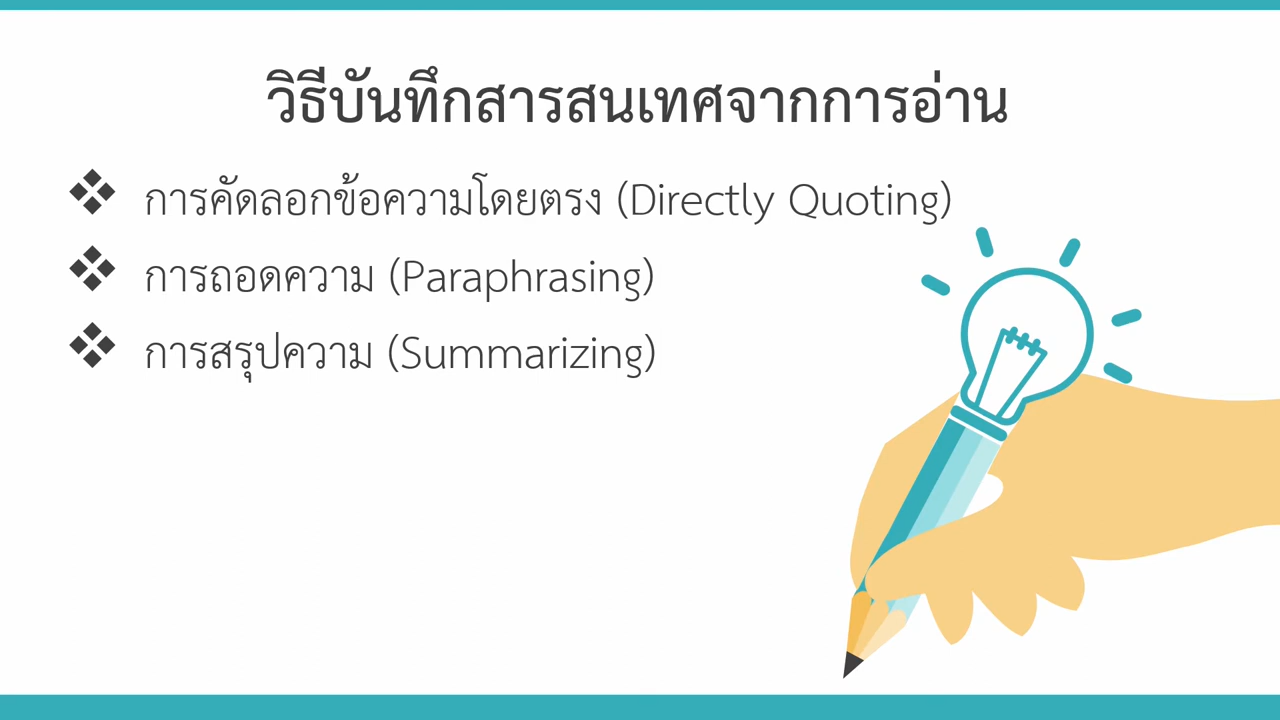 วิธีบันทึกสารสนเทศจากการอ่าน
การคัดลอกข้อความโดยตรง (Directly Quoting)
การถอดความ (Paraphrasing)
การสรุปความ (Summarizing)